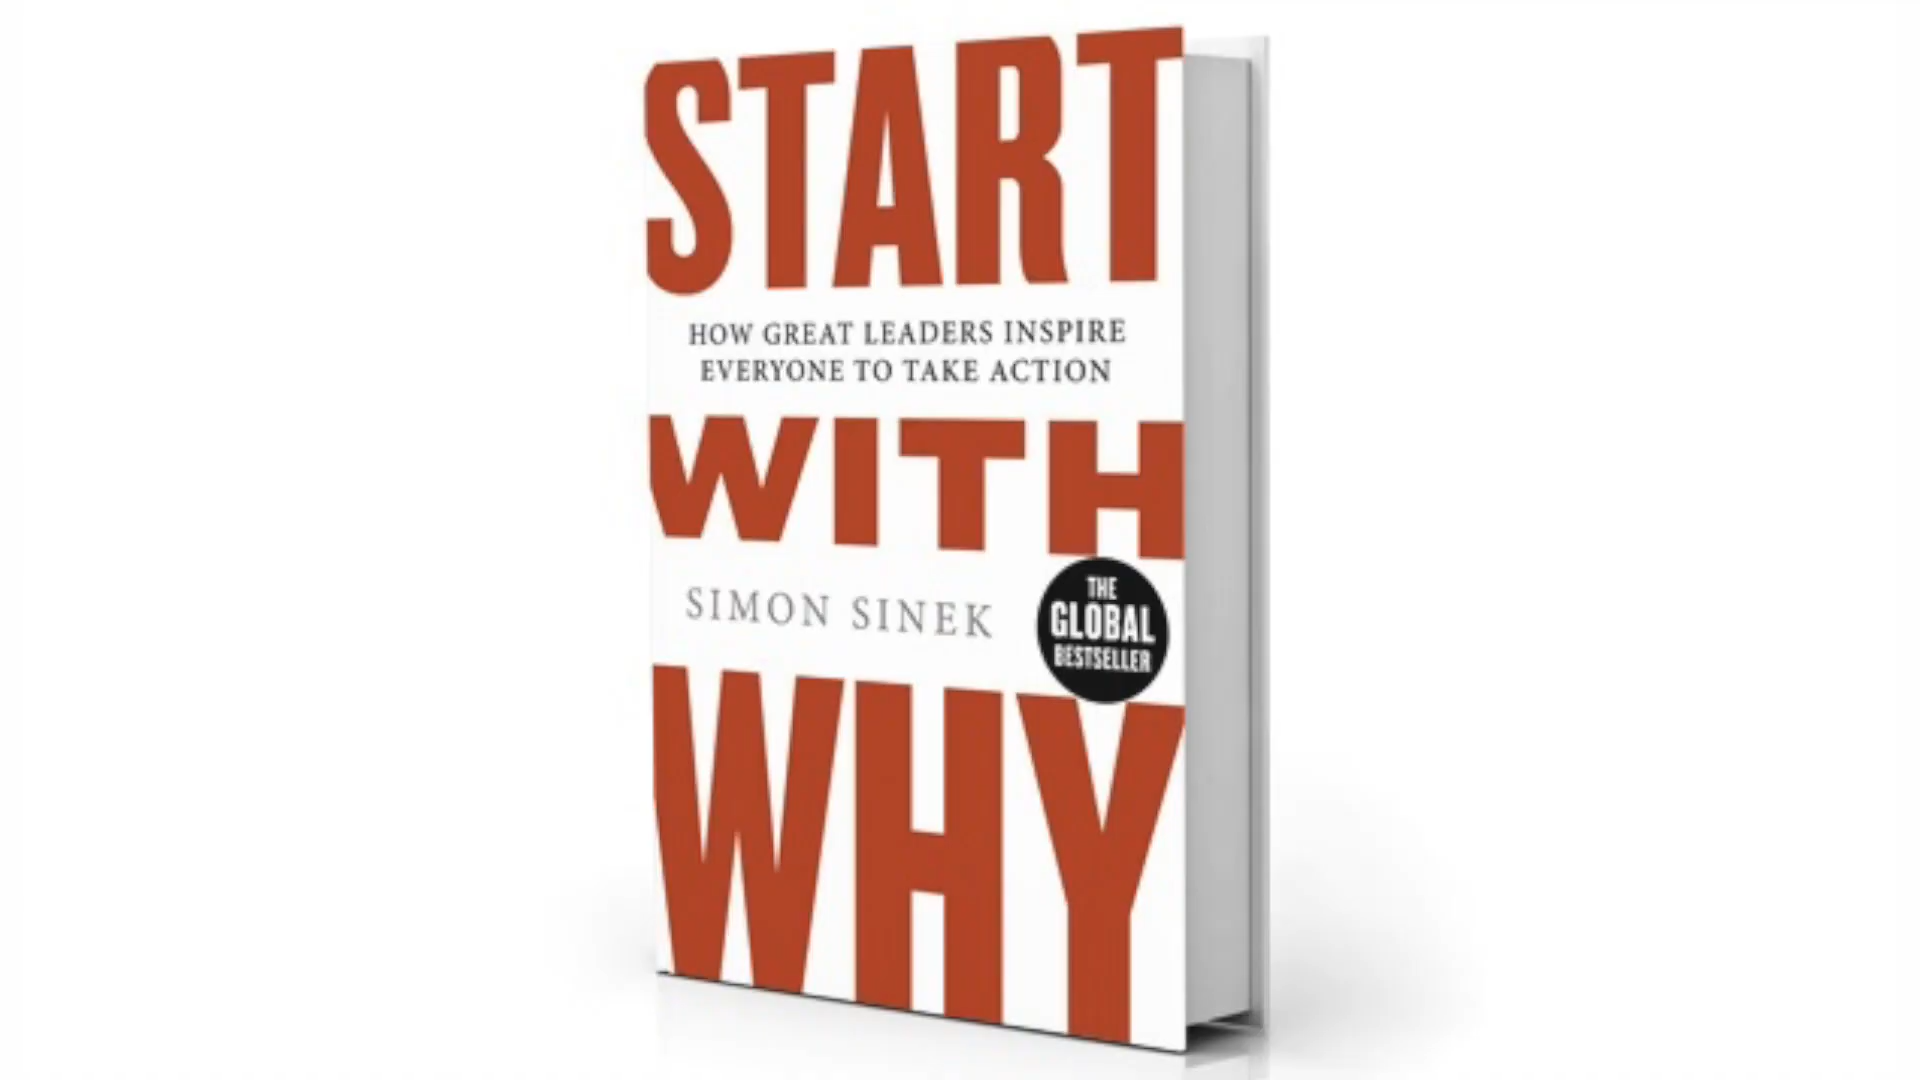 START
HOW GREAT LEADERS INSPIRE
EVERYONE TO TAKE ACTION
WITH
SIMON SINEK
THE
GLOBAL
BESTSELLER
WHY